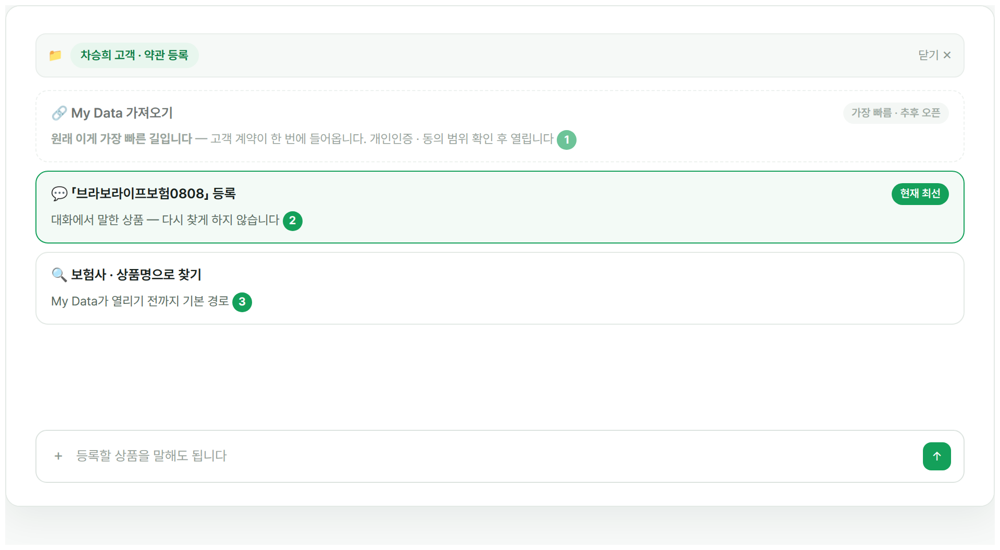 차승희 고객 · 약관 등록
닫기 ✕
My Data 가져오기
가장 빠름 · 추후 오픈
원래 이게 가장 빠른 길입니다 — 고객 계약이 한 번에 들어옵니다. 개인인증 · 동의 범위 확인 후 열립니다 1
「브라보라이프보험0808」 등록
현재 최선
대화에서 말한 상품 — 다시 찾게 하지 않습니다 2
보험사 · 상품명으로 찾기
My Data가 열리기 전까지 기본 경로 3
+ 등록할 상품을 말해도 됩니다
↑